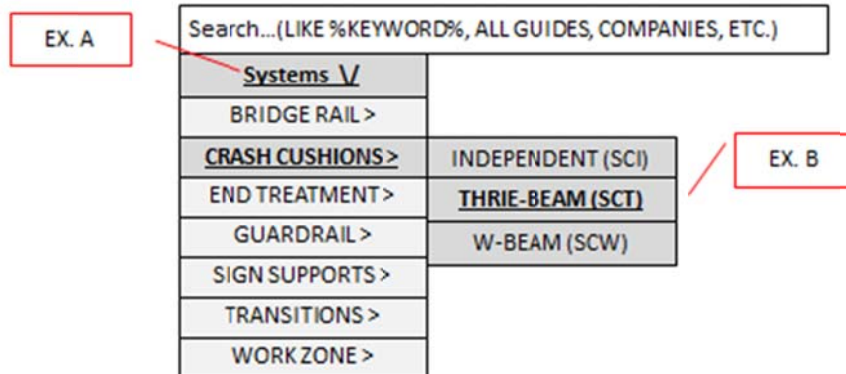 EX. A
Search...(LIKE %KEYWORD%, ALL GUIDES, COMPANIES, ETC.)
Systems \/
BRIDGE RAIL >
CRASH CUSHIONS >
INDEPENDENT (SCI)
EX. B
END TREATMENT >
THRIE-BEAM (SCT)
GUARDRAIL >
W-BEAM (SCW)
SIGN SUPPORTS >
TRANSITIONS >
WORK ZONE >